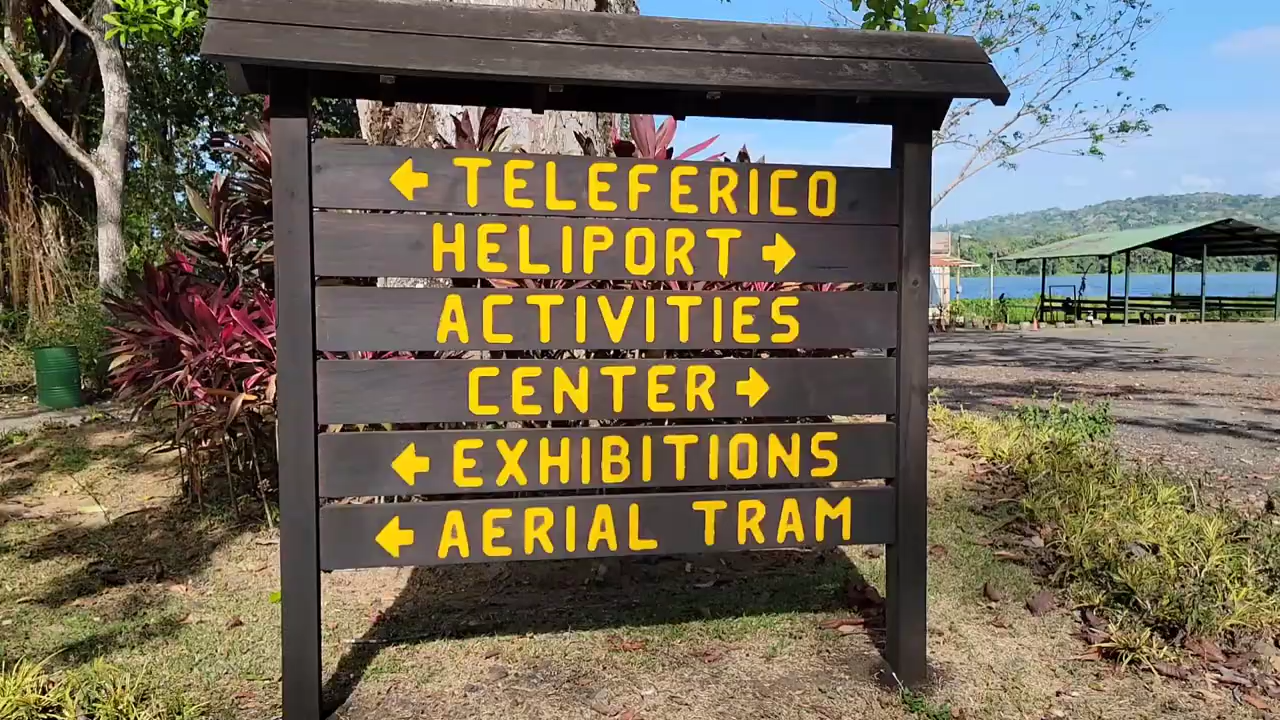 ← TELEFERICO
HELIPORT →
ACTIVITIES
CENTER →
← EXHIBITIONS
← AERIAL TRAM